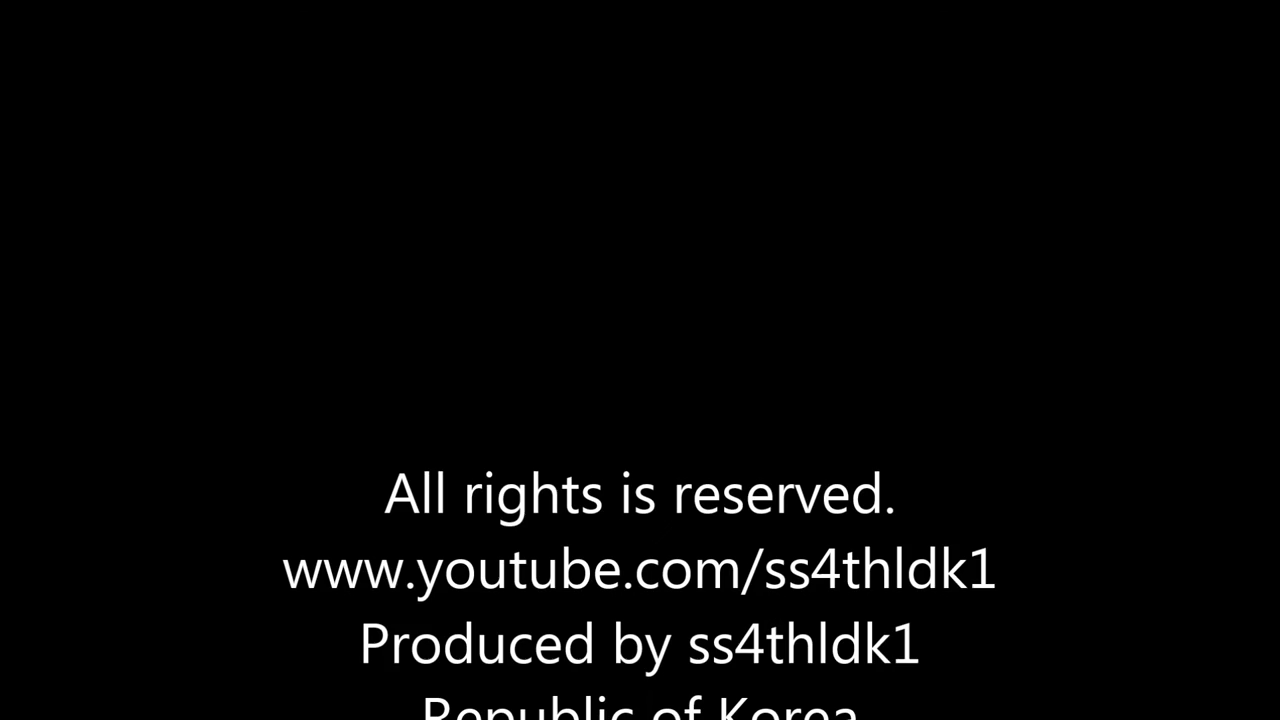 All rights is reserved.
www.youtube.com/ss4thldk1
Produced by ss4thldk1
Republic of Korea